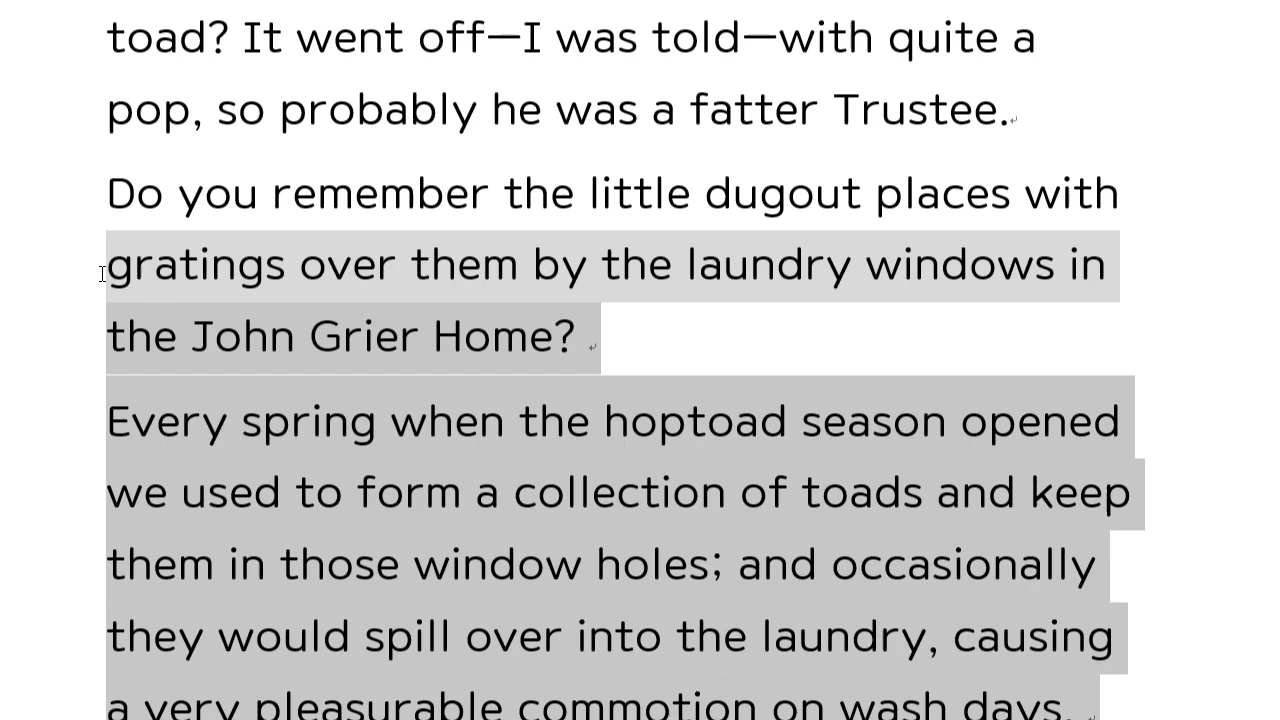 toad? It went off—I was told—with quite a
pop, so probably he was a fatter Trustee.
Do you remember the little dugout places with
gratings over them by the laundry windows in
the John Grier Home?
Every spring when the hoptoad season opened
we used to form a collection of toads and keep
them in those window holes; and occasionally
they would spill over into the laundry, causing
a very pleasurable commotion on wash days.